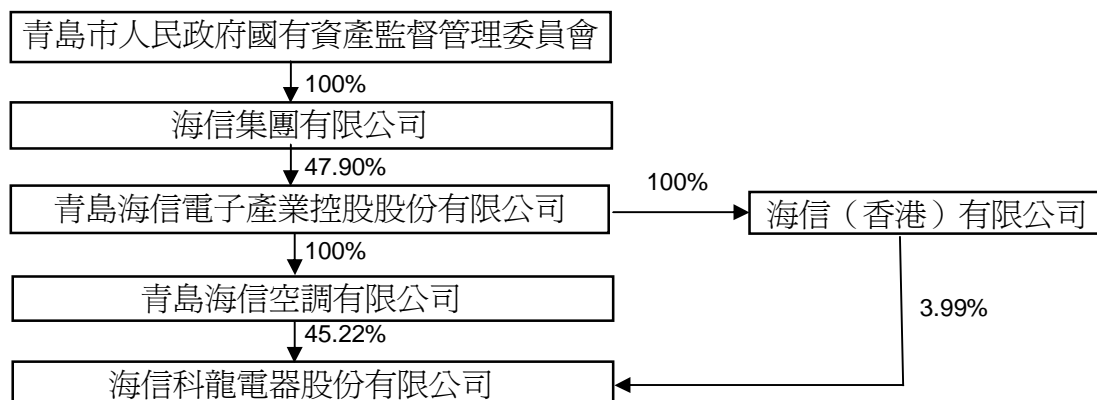 青島市人民政府國有資產監督管理委員會
100%
海信集團有限公司
47.90%
青島海信電子產業控股股份有限公司
100%
海信（香港）有限公司
100%
青島海信空調有限公司
3.99%
45.22%
海信科龍電器股份有限公司